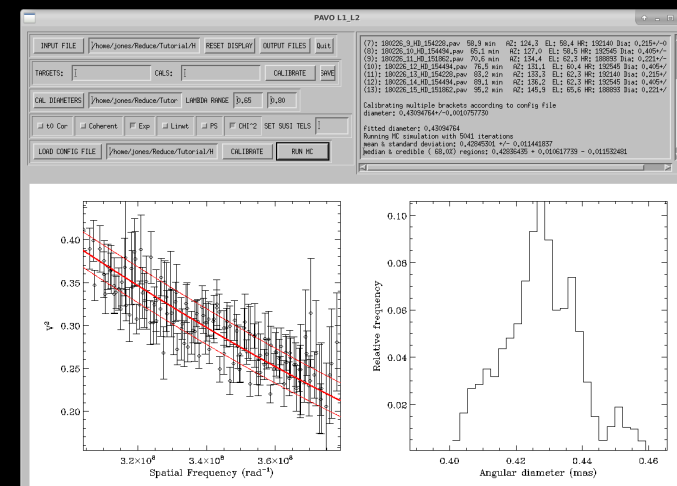 PAVO L1_L2
INPUT FILE /home/jones/Reduce/Tutorial/H RESET DISPLAY OUTPUT FILES Quit
TARGETS: CALS: CALIBRATE SAVE
CAL DIAMETERS /home/jones/Reduce/Tutor LAMBDA RANGE 0.65 0.80
t0 Cor Coherent Exp Linwt PS CHI^2 SET SUSI TELS
LOAD CONFIG FILE /home/jones/Reduce/Tutorial/H CALIBRATE RUN MC
(7): 180226_9_HD_154228.pav 58.9 min AZ: 124.3 EL: 58.4 HR: 192140 Dia: 0.215+/-0
(8): 180226_10_HD_154494.pav 65.1 min AZ: 127.0 EL: 58.5 HR: 192545 Dia: 0.405+/-
(9): 180226_11_HD_151862.pav 70.6 min AZ: 134.4 EL: 62.3 HR: 188893 Dia: 0.221+/
(10): 180226_12_HD_154494.pav 76.5 min AZ: 131.1 EL: 60.4 HR: 192545 Dia: 0.405+/
(11): 180226_13_HD_154228.pav 83.2 min AZ: 133.3 EL: 62.3 HR: 192140 Dia: 0.215+/
(12): 180226_14_HD_154494.pav 89.1 min AZ: 136.2 EL: 62.3 HR: 192545 Dia: 0.405+/
(13): 180226_15_HD_151862.pav 95.2 min AZ: 145.9 EL: 65.6 HR: 188893 Dia: 0.221+/
Calibrating multiple brackets according to config file
diameter: 0.43094764+/-0.0010757730
fitted diameter: 0.43094764
Running MC simulation with 5041 iterations
mean & standard deviation: 0.42845301 +/- 0.011441837
median & credible ( 68.0%) regions: 0.42836435 + 0.010617739 - 0.011532481
0.40
0.35
0.30
0.25
0.20
V²
3.2×10⁸ 3.4×10⁸ 3.6×10⁸
Spatial Frequency (rad⁻¹)
0.10
0.08
0.06
0.04
0.02
Relative frequency
0.40 0.42 0.44 0.46
Angular diameter (mas)